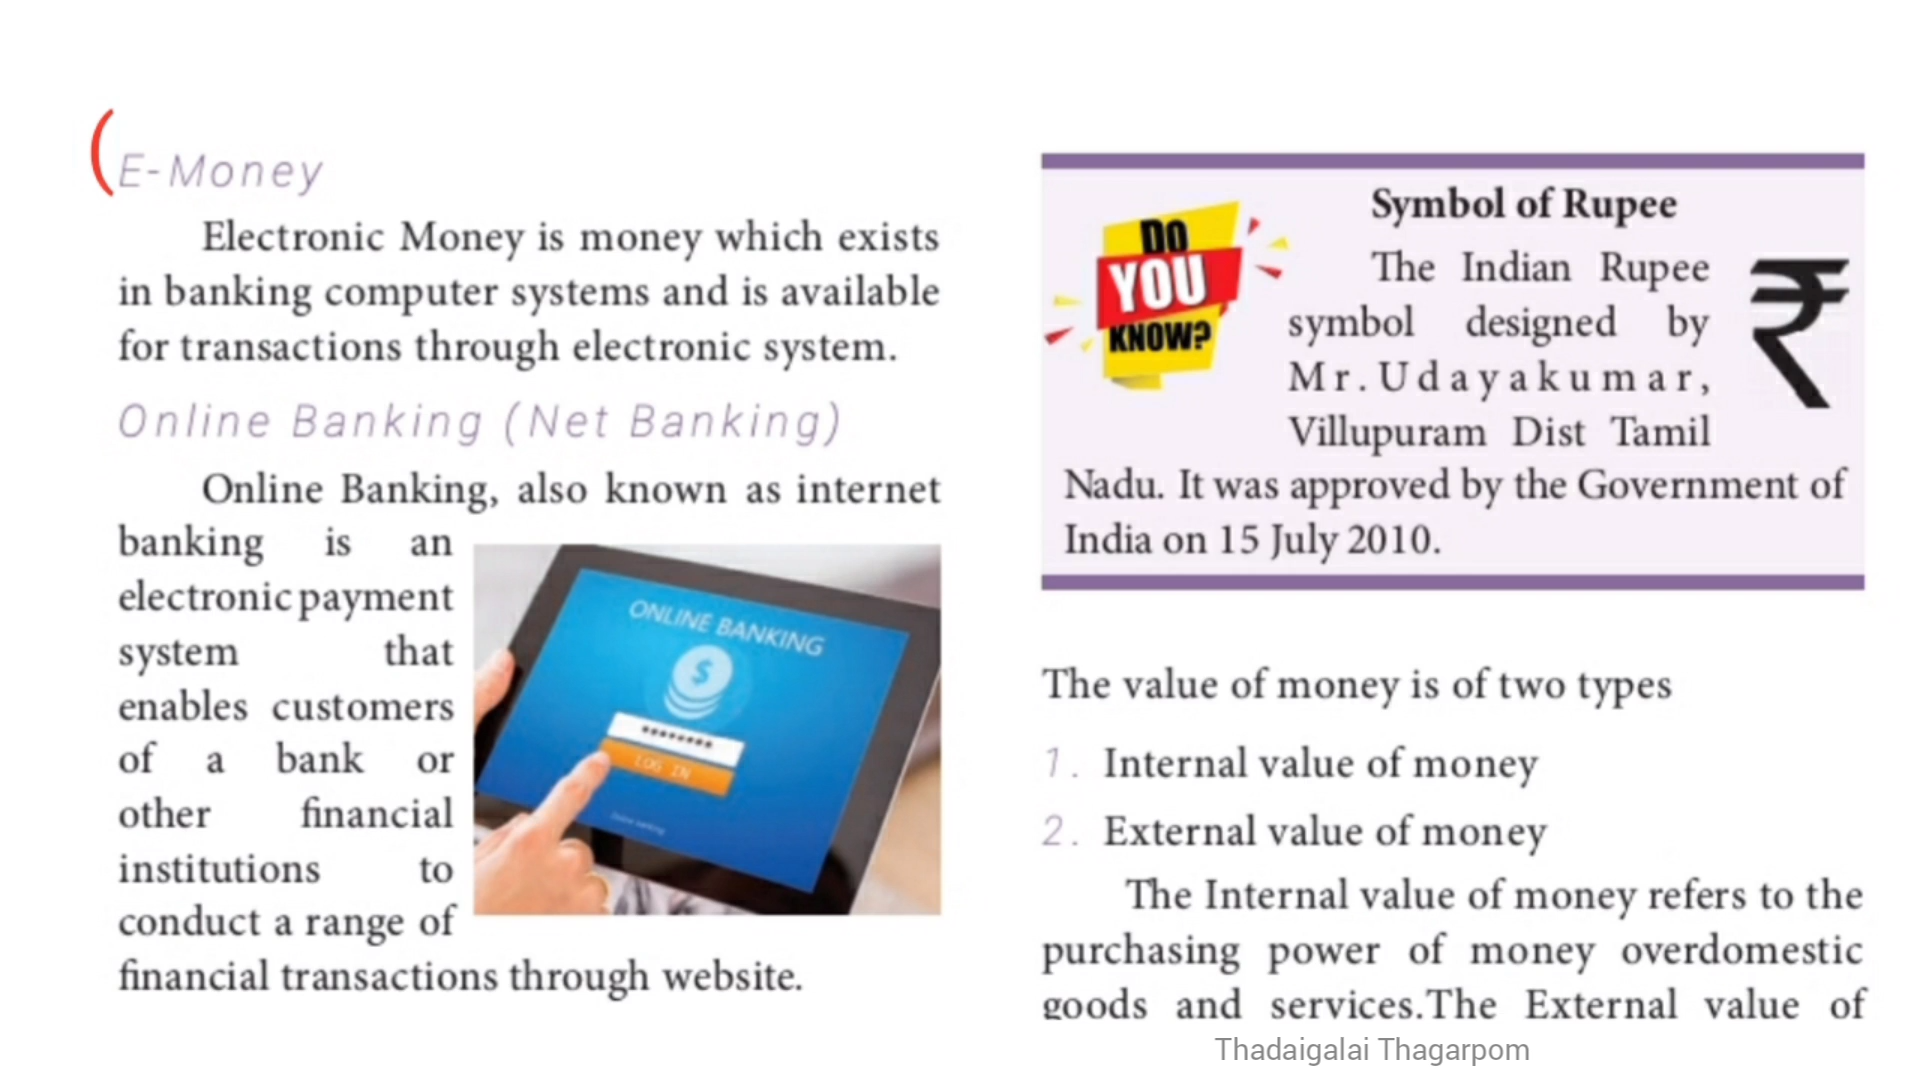 E-Money
Electronic Money is money which exists
in banking computer systems and is available
for transactions through electronic system.
Online Banking (Net Banking)
Online Banking, also known as internet
banking is an
electronic payment
system that
enables customers
of a bank or
other financial
institutions to
conduct a range of
financial transactions through website.
ONLINE BANKING
$
********
LOG IN
DO
YOU
KNOW?
Symbol of Rupee
The Indian Rupee
symbol designed by
Mr.Udayakumar,
Villupuram Dist Tamil
Nadu. It was approved by the Government of
India on 15 July 2010.
₹
The value of money is of two types
1. Internal value of money
2. External value of money
The Internal value of money refers to the
purchasing power of money overdomestic
goods and services.The External value of
Thadaigalai Thagarpom